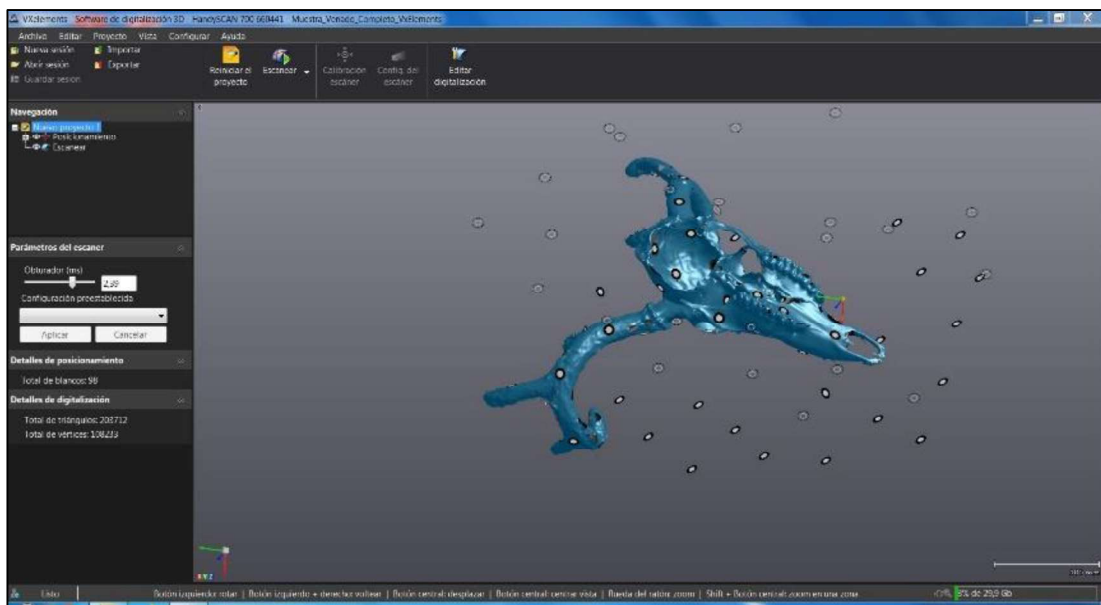 VXelements Software de digitalización 3D HandySCAN 700 668441 Muestra_Venado_Completo_VxElements
Archivo Editar Proyecto Vista Configurar Ayuda
Nueva sesión Importar
Abrir sesión Exportar
Guardar sesión
Reiniciar el proyecto
Escanear
Calibración escáner
Config. del escáner
Editar digitalización
Navegación
Nuevo proyecto 1
Posicionamiento
Escanear
Parámetros del escaner
Obturador (ms)
2,39
Configuración preestablecida
Aplicar Cancelar
Detalles de posicionamiento
Total de blancos: 98
Detalles de digitalización
Total de triángulos: 203712
Total de vértices: 108233
Listo
Botón izquierdo: rotar | Botón izquierdo + derecho: voltear | Botón central: desplazar | Botón central: centrar vista | Rueda del ratón: zoom | Shift + Botón central: zoom en una zona
8% de 29,9 Gb